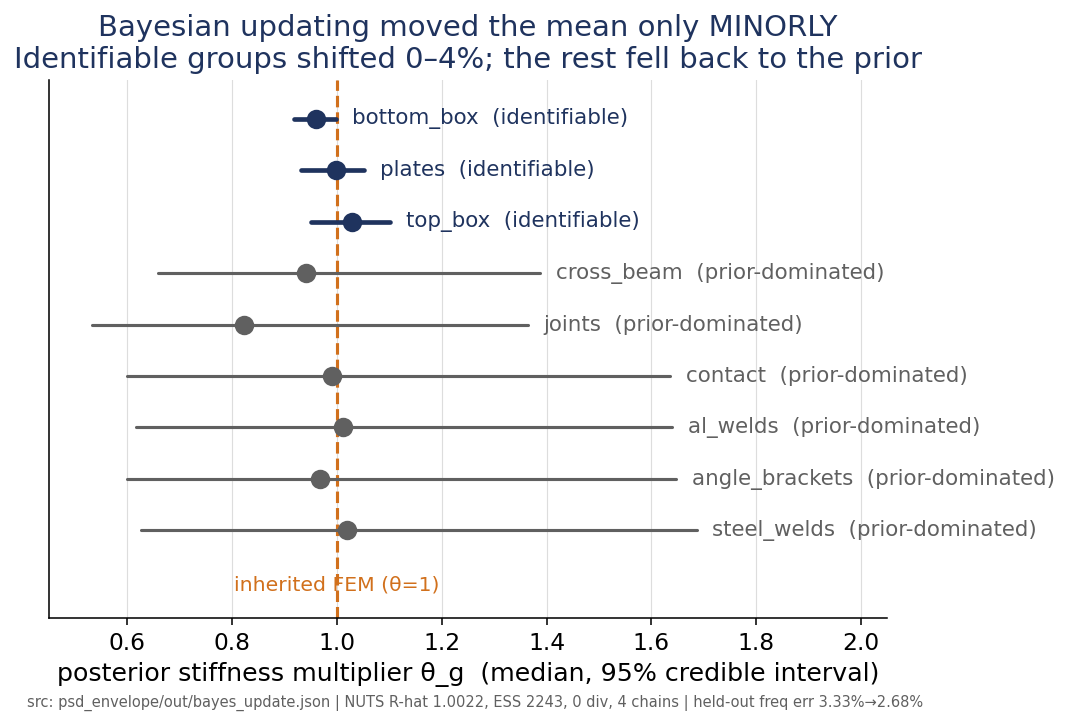 Bayesian updating moved the mean only MINORLY
Identifiable groups shifted 0–4%; the rest fell back to the prior
bottom_box (identifiable)
plates (identifiable)
top_box (identifiable)
cross_beam (prior-dominated)
joints (prior-dominated)
contact (prior-dominated)
al_welds (prior-dominated)
angle_brackets (prior-dominated)
steel_welds (prior-dominated)
inherited FEM (θ=1)
0.6 0.8 1.0 1.2 1.4 1.6 1.8 2.0
posterior stiffness multiplier θ_g (median, 95% credible interval)
src: psd_envelope/out/bayes_update.json | NUTS R-hat 1.0022, ESS 2243, 0 div, 4 chains | held-out freq err 3.33%→2.68%